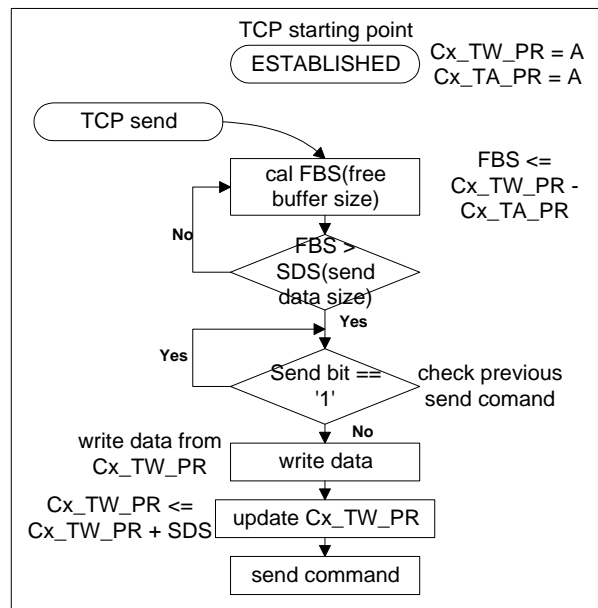 TCP starting point
ESTABLISHED
Cx_TW_PR = A
Cx_TA_PR = A
TCP send
cal FBS(free
buffer size)
FBS <=
Cx_TW_PR -
Cx_TA_PR
No
FBS >
SDS(send
data size)
Yes
Yes
Send bit ==
'1'
check previous
send comand
No
write data from
Cx_TW_PR
write data
Cx_TW_PR <=
Cx_TW_PR + SDS
update Cx_TW_PR
send command